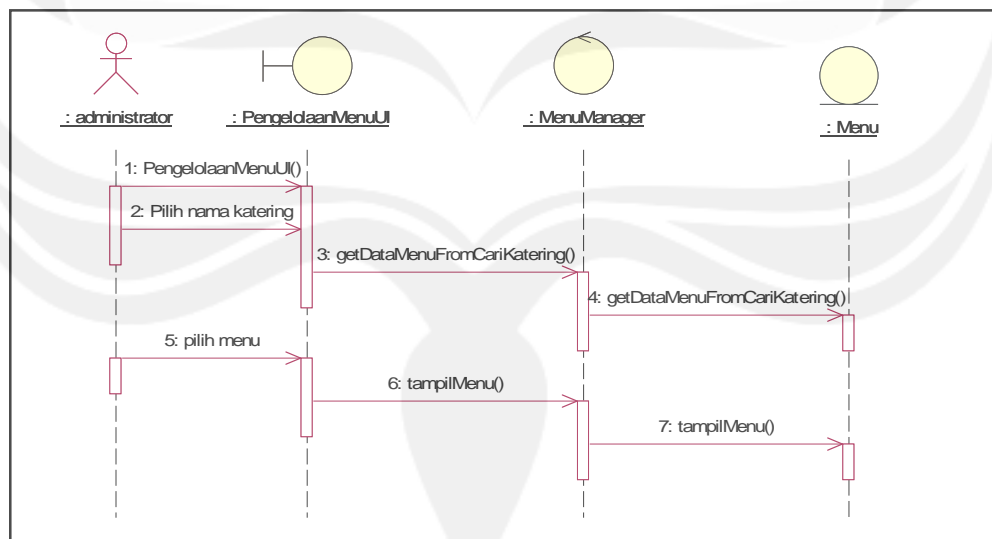 : administrator
: PengelolaanMenuUI
: MenuManager
: Menu
1: PengelolaanMenuUI()
2: Pilih nama katering
3: getDataMenuFromCariKatering()
4: getDataMenuFromCariKatering()
5: pilih menu
6: tampilMenu()
7: tampilMenu()